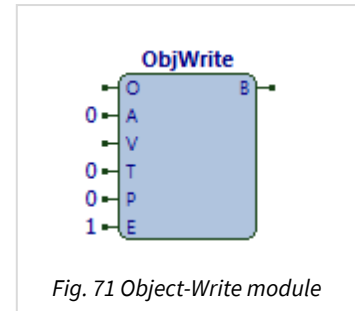 ObjWrite
O B
0 A
V
0 T
0 P
1 E
Fig. 71 Object-Write module